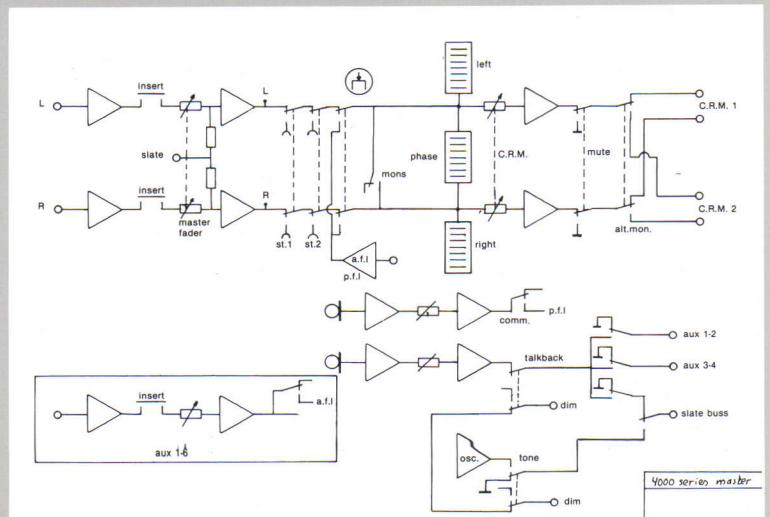 insert
L
L
left
C.R.M. 1
slate
phase
C.R.M.
mute
mons
insert
R
R
C.R.M. 2
master
fader
st.1
st.2
a.f.l
p.f.l
right
alt.mon.
comm.
p.f.l
aux 1-2
talkback
aux 3-4
insert
a.f.l
dim
slate buss
aux 1-6
osc.
tone
dim
4000 series master